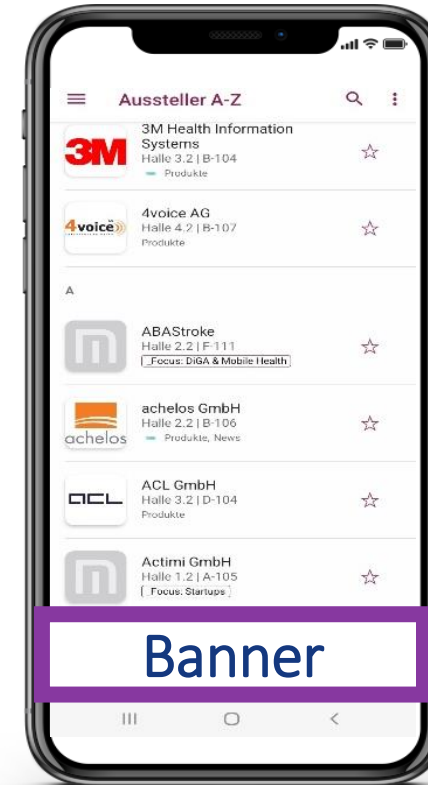 Aussteller A-Z
3M
3M Health Information
Systems
Halle 3.2 | B-104
Produkte
4voice
4voice AG
Halle 4.2 | B-107
Produkte
A
ABAStroke
Halle 2.2 | F-111
_Focus: DiGA & Mobile Health
achelos
achelos GmbH
Halle 2.2 | B-106
Produkte, News
ACL
ACL GmbH
Halle 3.2 | D-104
Produkte
Actimi GmbH
Halle 1.2 | A-105
_Focus: Startups
Banner